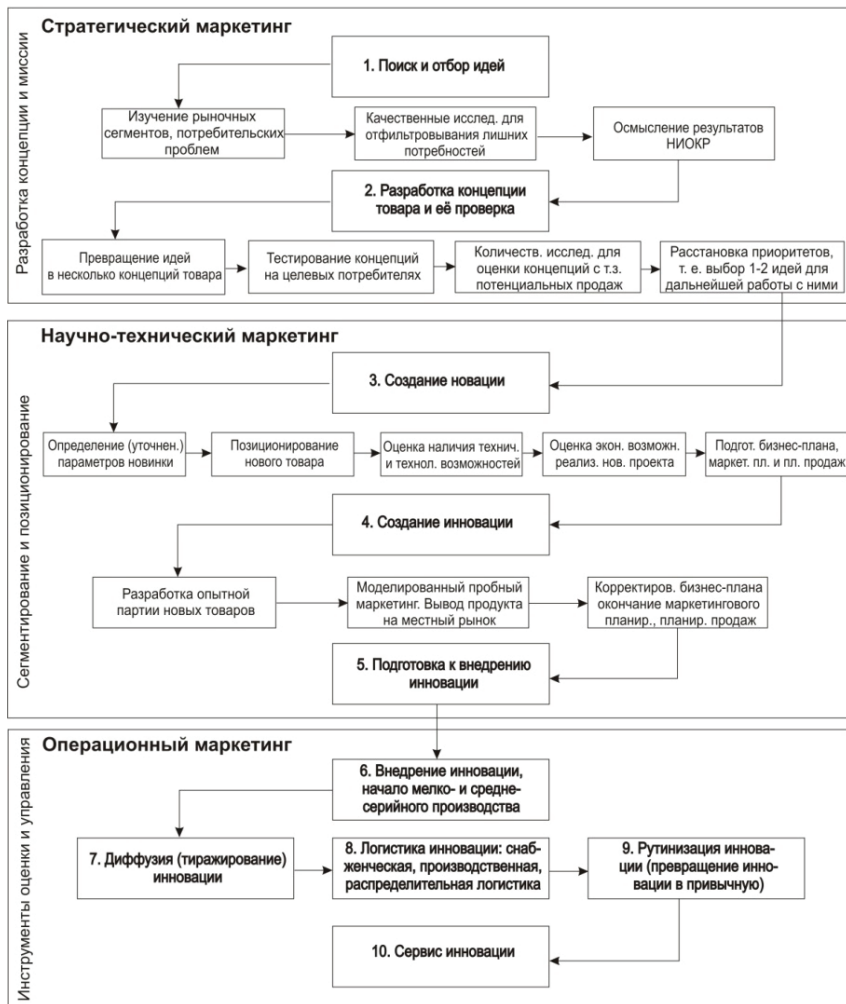 Стратегический маркетинг
Разработка концепции и миссии
1. Поиск и отбор идей
Изучение рыночных
сегментов, потребительских
проблем
Качественные исслед. для
отфильтровывания лишних
потребностей
Осмысление результатов
НИОКР
2. Разработка концепции
товара и её проверка
Превращение идей
в несколько концепций товара
Тестирование концепций
на целевых потребителях
Количеств. исслед. для
оценки концепций с т.з.
потенциальных продаж
Расстановка приоритетов,
т. е. выбор 1-2 идей для
дальнейшей работы с ними
Научно-технический маркетинг
Сегментирование и позиционирование
3. Создание новации
Определение (уточнен.)
параметров новинки
Позиционирование
нового товара
Оценка наличия технич.
и технол. возможностей
Оценка экон. возможн.
реализ. нов. проекта
Подгот. бизнес-плана,
маркет. пл. и пл. продаж
4. Создание инновации
Разработка опытной
партии новых товаров
Моделированный пробный
маркетинг. Вывод продукта
на местный рынок
Корректиров. бизнес-плана
окончание маркетингового
планир., планир. продаж
5. Подготовка к внедрению
инновации
Операционный маркетинг
Инструменты оценки и управления
6. Внедрение инновации,
начало мелко- и средне-
серийного производства
7. Диффузия (тиражирование)
инновации
8. Логистика инновации: снаб-
женческая, производственная,
распределительная логистика
9. Рутинизация иннова-
ции (превращение инно-
вации в привычную)
10. Сервис инновации